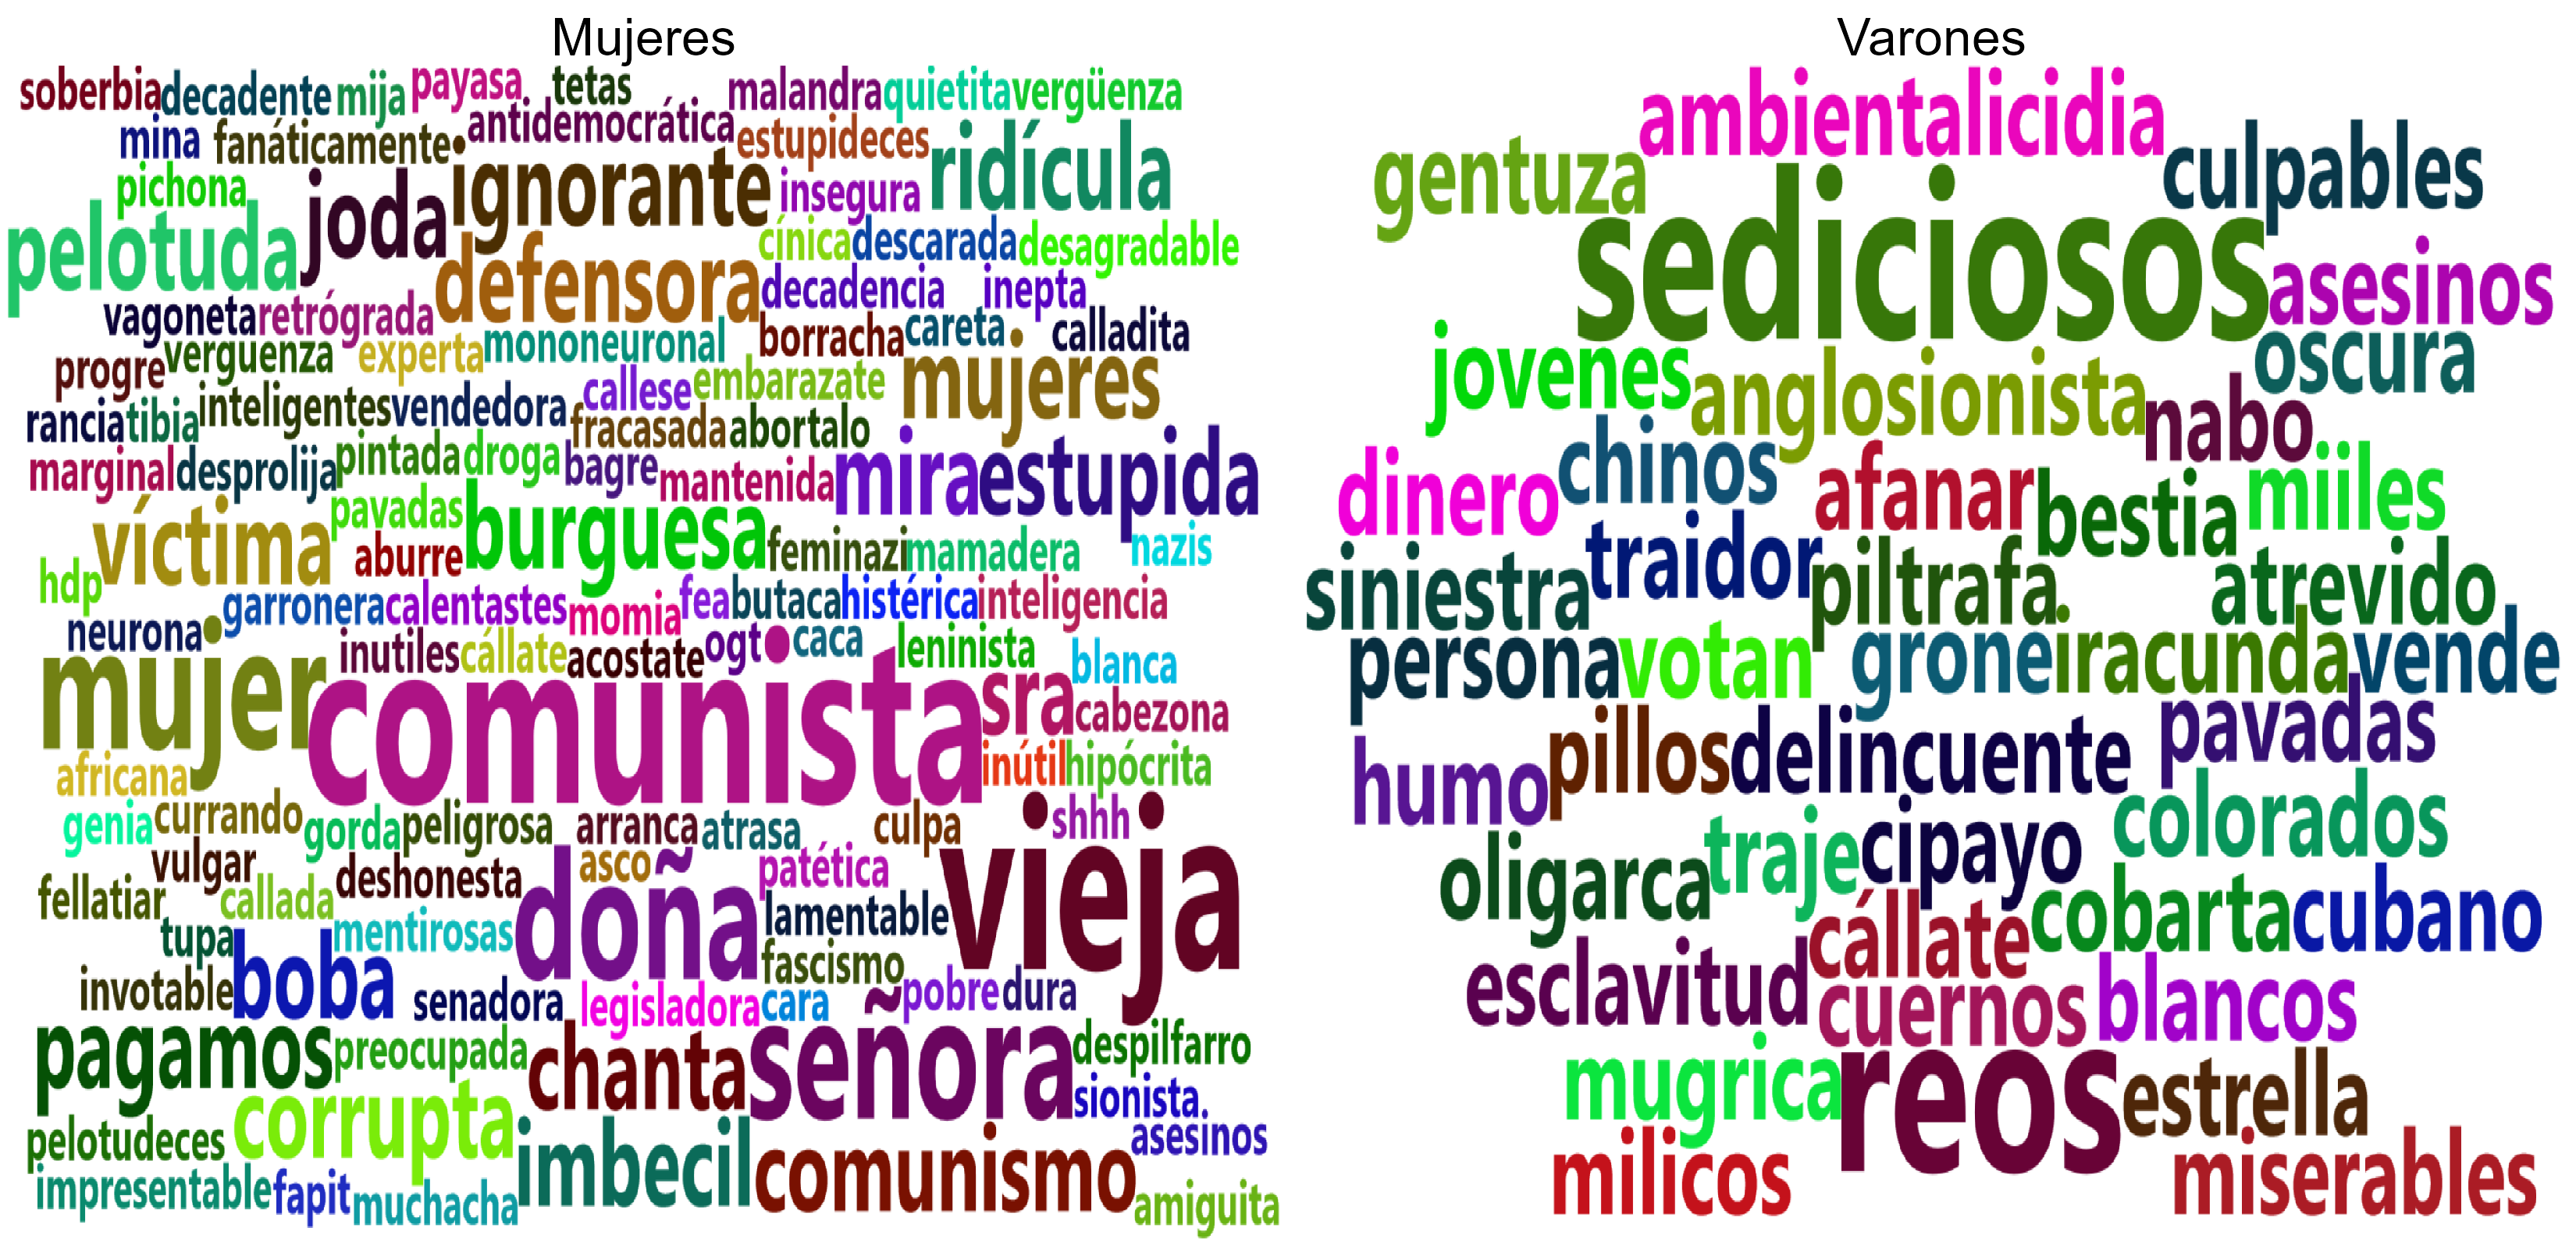 Mujeres
soberbia decadente mija payasa tetas malandra quietita vergüenza
mina fanáticamente antidemocrática estupideces ridícula
pichona joda ignorante insegura
pelotuda defensora cínica descarada desagradable
vagoneta retrógrada decadencia inepta
progre verguenza experta mononeuronal borracha careta calladita
callese embarazate mujeres
rancia tibia inteligentes vendedora fracasada abortalo
marginal desprolija pintada droga bagre mantenida mira estupida
víctima pavadas burguesa
hdp aburre feminazi mamadera nazis
garronera calentastes momia fea butaca histérica inteligencia
neurona inutiles cállate acostate ogt caca leninista blanca
mujer comunista sra cabezona
africana inútil hipócrita
genia currando gorda peligrosa arranca atrasa culpa shhh
vulgar deshonesta asco patética vieja
fellatiar callada doña lamentable
tupa mentirosas fascismo
invotable boba senadora legisladora cara pobre dura
pagamos preocupada chanta señora despilfarro
corrupta sionista
pelotudeces imbecil comunismo asesinos
impresentable fapit muchacha amiguita
Varones
ambientalicidia
gentuza culpables
sediciosos asesinos
jovenes anglosionista oscura
nabo
dinero chinos afanar bestia miiles
siniestra traidor piltrafa atrevido
persona votan grone iracunda vende
humo pillos delincuente pavadas
oligarca traje cipayo colorados
esclavitud cállate cobarta cubano
cuernos blancos
mugrica reos estrella
milicos miserables